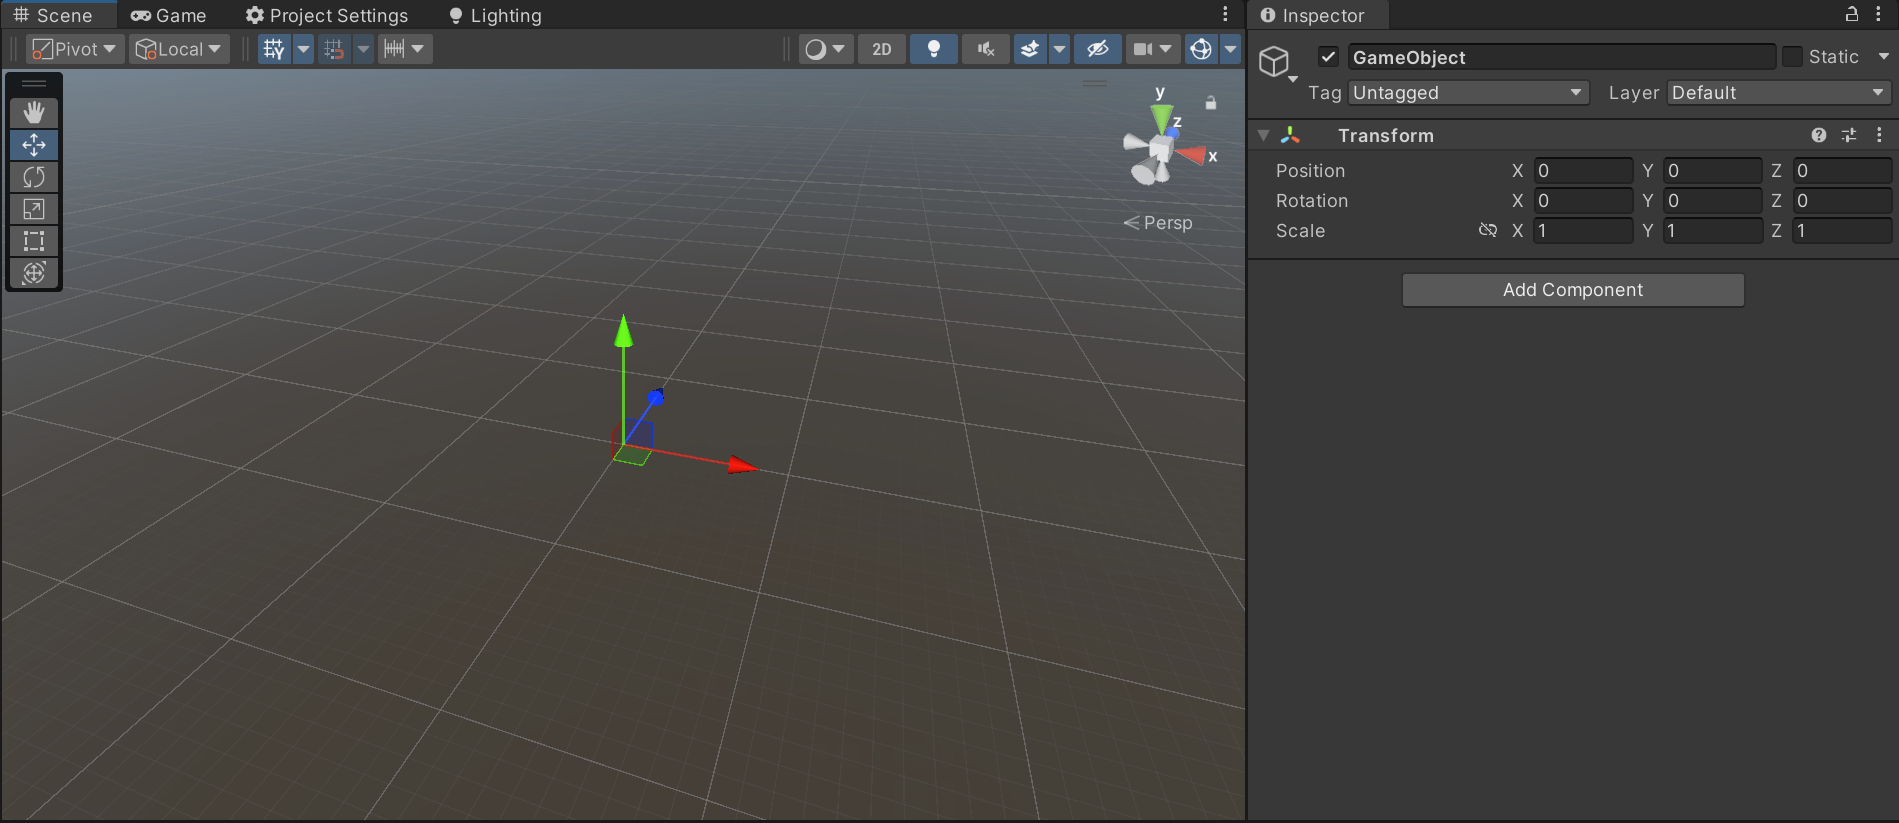 Scene Game Project Settings Lighting
Pivot Local 2D
y
z
x
Persp
Inspector
GameObject Static
Tag Untagged Layer Default
Transform
Position X 0 Y 0 Z 0
Rotation X 0 Y 0 Z 0
Scale X 1 Y 1 Z 1
Add Component